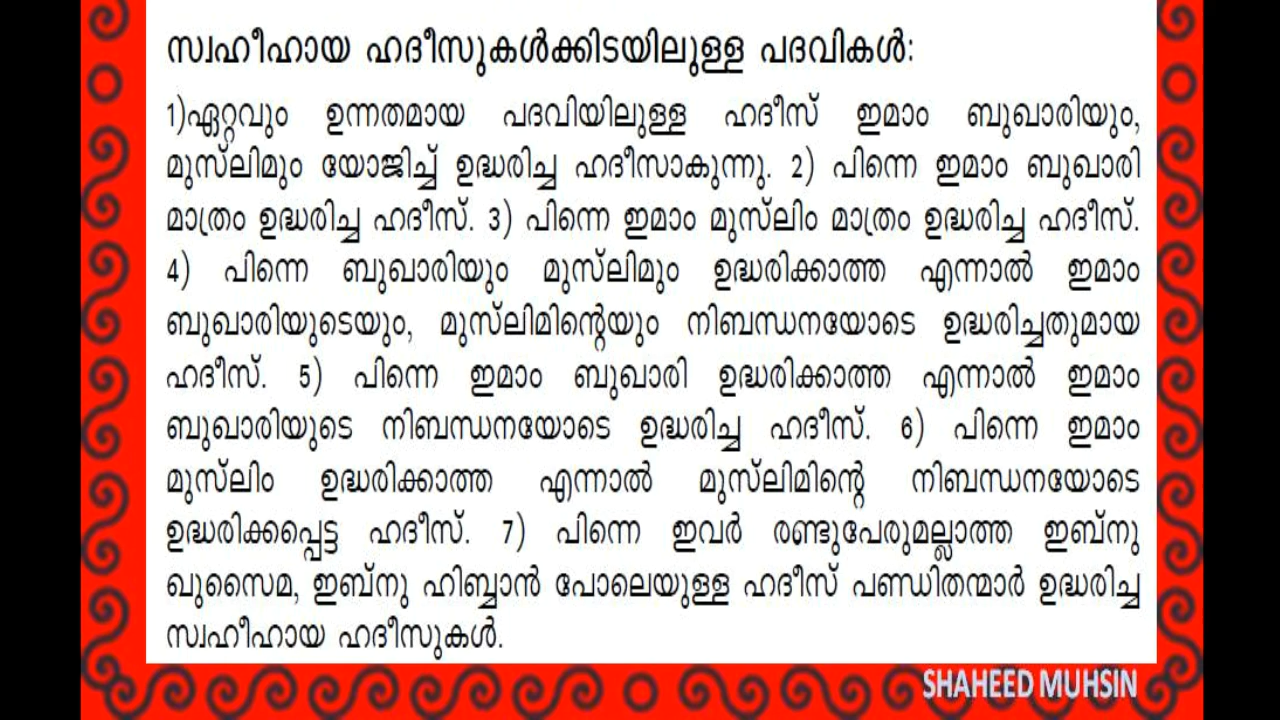 സ്വഹീഹായ ഹദീസുകൾക്കിടയിലുള്ള പദവികൾ:
1)ഏറ്റവും ഉന്നതമായ പദവിയിലുള്ള ഹദീസ് ഇമാം ബുഖാരിയും,
മുസ്‌ലിമും യോജിച്ച് ഉദ്ധരിച്ച ഹദീസാകുന്നു. 2) പിന്നെ ഇമാം ബുഖാരി
മാത്രം ഉദ്ധരിച്ച ഹദീസ്. 3) പിന്നെ ഇമാം മുസ്‌ലിം മാത്രം ഉദ്ധരിച്ച ഹദീസ്.
4) പിന്നെ ബുഖാരിയും മുസ്‌ലിമും ഉദ്ധരിക്കാത്ത എന്നാൽ ഇമാം
ബുഖാരിയുടെയും, മുസ്‌ലിമിന്റെയും നിബന്ധനയോടെ ഉദ്ധരിച്ചതുമായ
ഹദീസ്. 5) പിന്നെ ഇമാം ബുഖാരി ഉദ്ധരിക്കാത്ത എന്നാൽ ഇമാം
ബുഖാരിയുടെ നിബന്ധനയോടെ ഉദ്ധരിച്ച ഹദീസ്. 6) പിന്നെ ഇമാം
മുസ്‌ലിം ഉദ്ധരിക്കാത്ത എന്നാൽ മുസ്‌ലിമിന്റെ നിബന്ധനയോടെ
ഉദ്ധരിക്കപ്പെട്ട ഹദീസ്. 7) പിന്നെ ഇവർ രണ്ടുപേരുമല്ലാത്ത ഇബ്നു
ഖുസൈമ, ഇബ്നു ഹിബ്ബാൻ പോലെയുള്ള ഹദീസ് പണ്ഡിതന്മാർ ഉദ്ധരിച്ച
സ്വഹീഹായ ഹദീസുകൾ.
SHAHEED MUHSIN